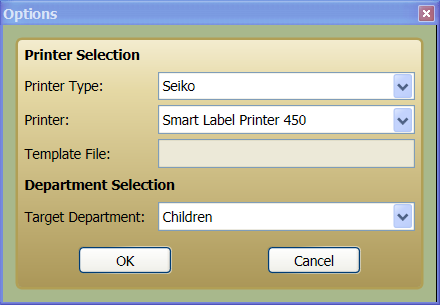 Options
Printer Selection
Printer Type: Seiko
Printer: Smart Label Printer 450
Template File:
Department Selection
Target Department: Children
OK Cancel